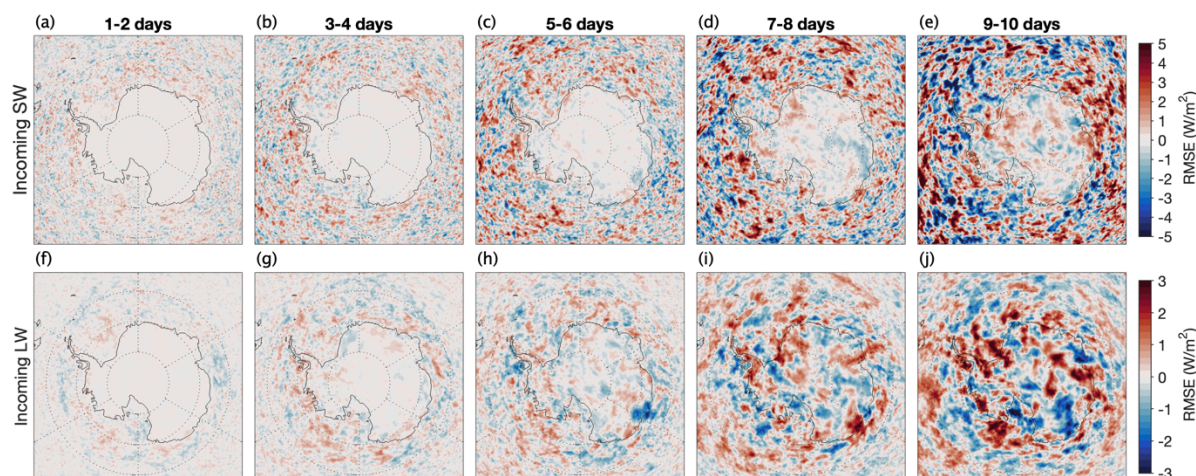 (a) 1-2 days
(b) 3-4 days
(c) 5-6 days
(d) 7-8 days
(e) 9-10 days
Incoming SW
5
4
3
2
1
0
-1
-2
-3
-4
-5
RMSE (W/m²)
(f)
(g)
(h)
(i)
(j)
Incoming LW
3
2
1
0
-1
-2
-3
RMSE (W/m²)